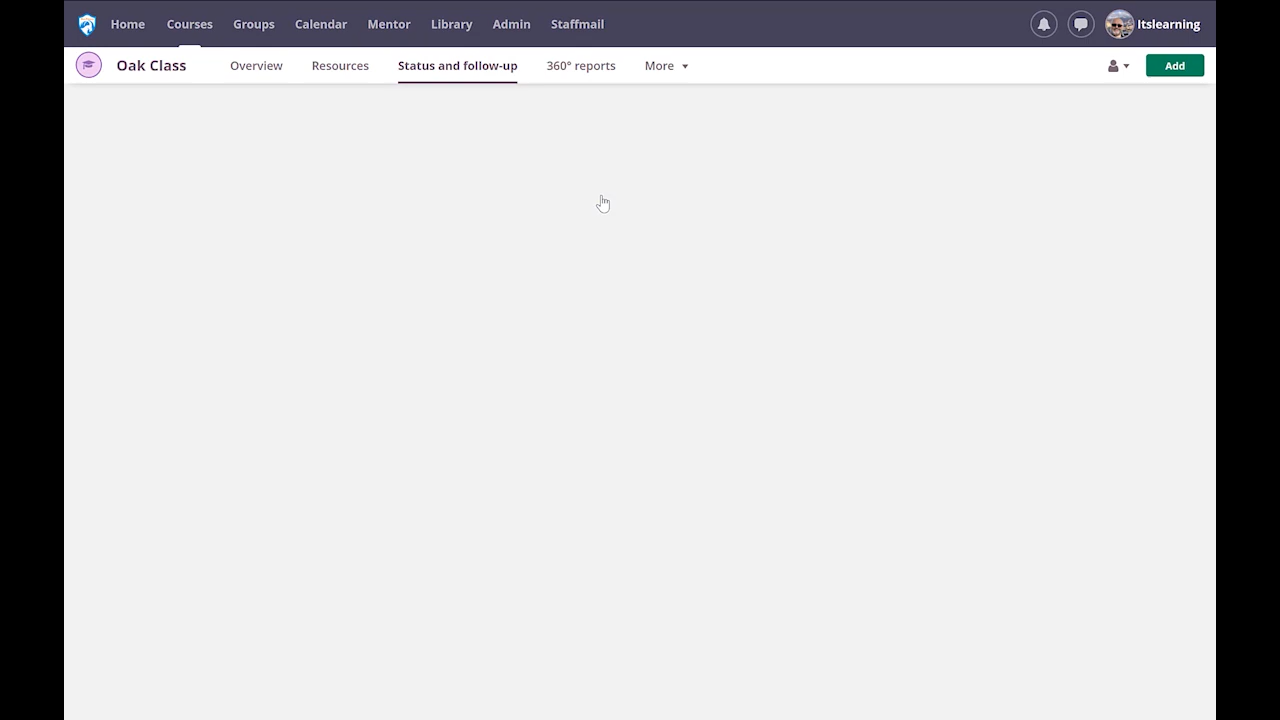 Home Courses Groups Calendar Mentor Library Admin Staffmail Itslearning
Oak Class Overview Resources Status and follow-up 360° reports More Add